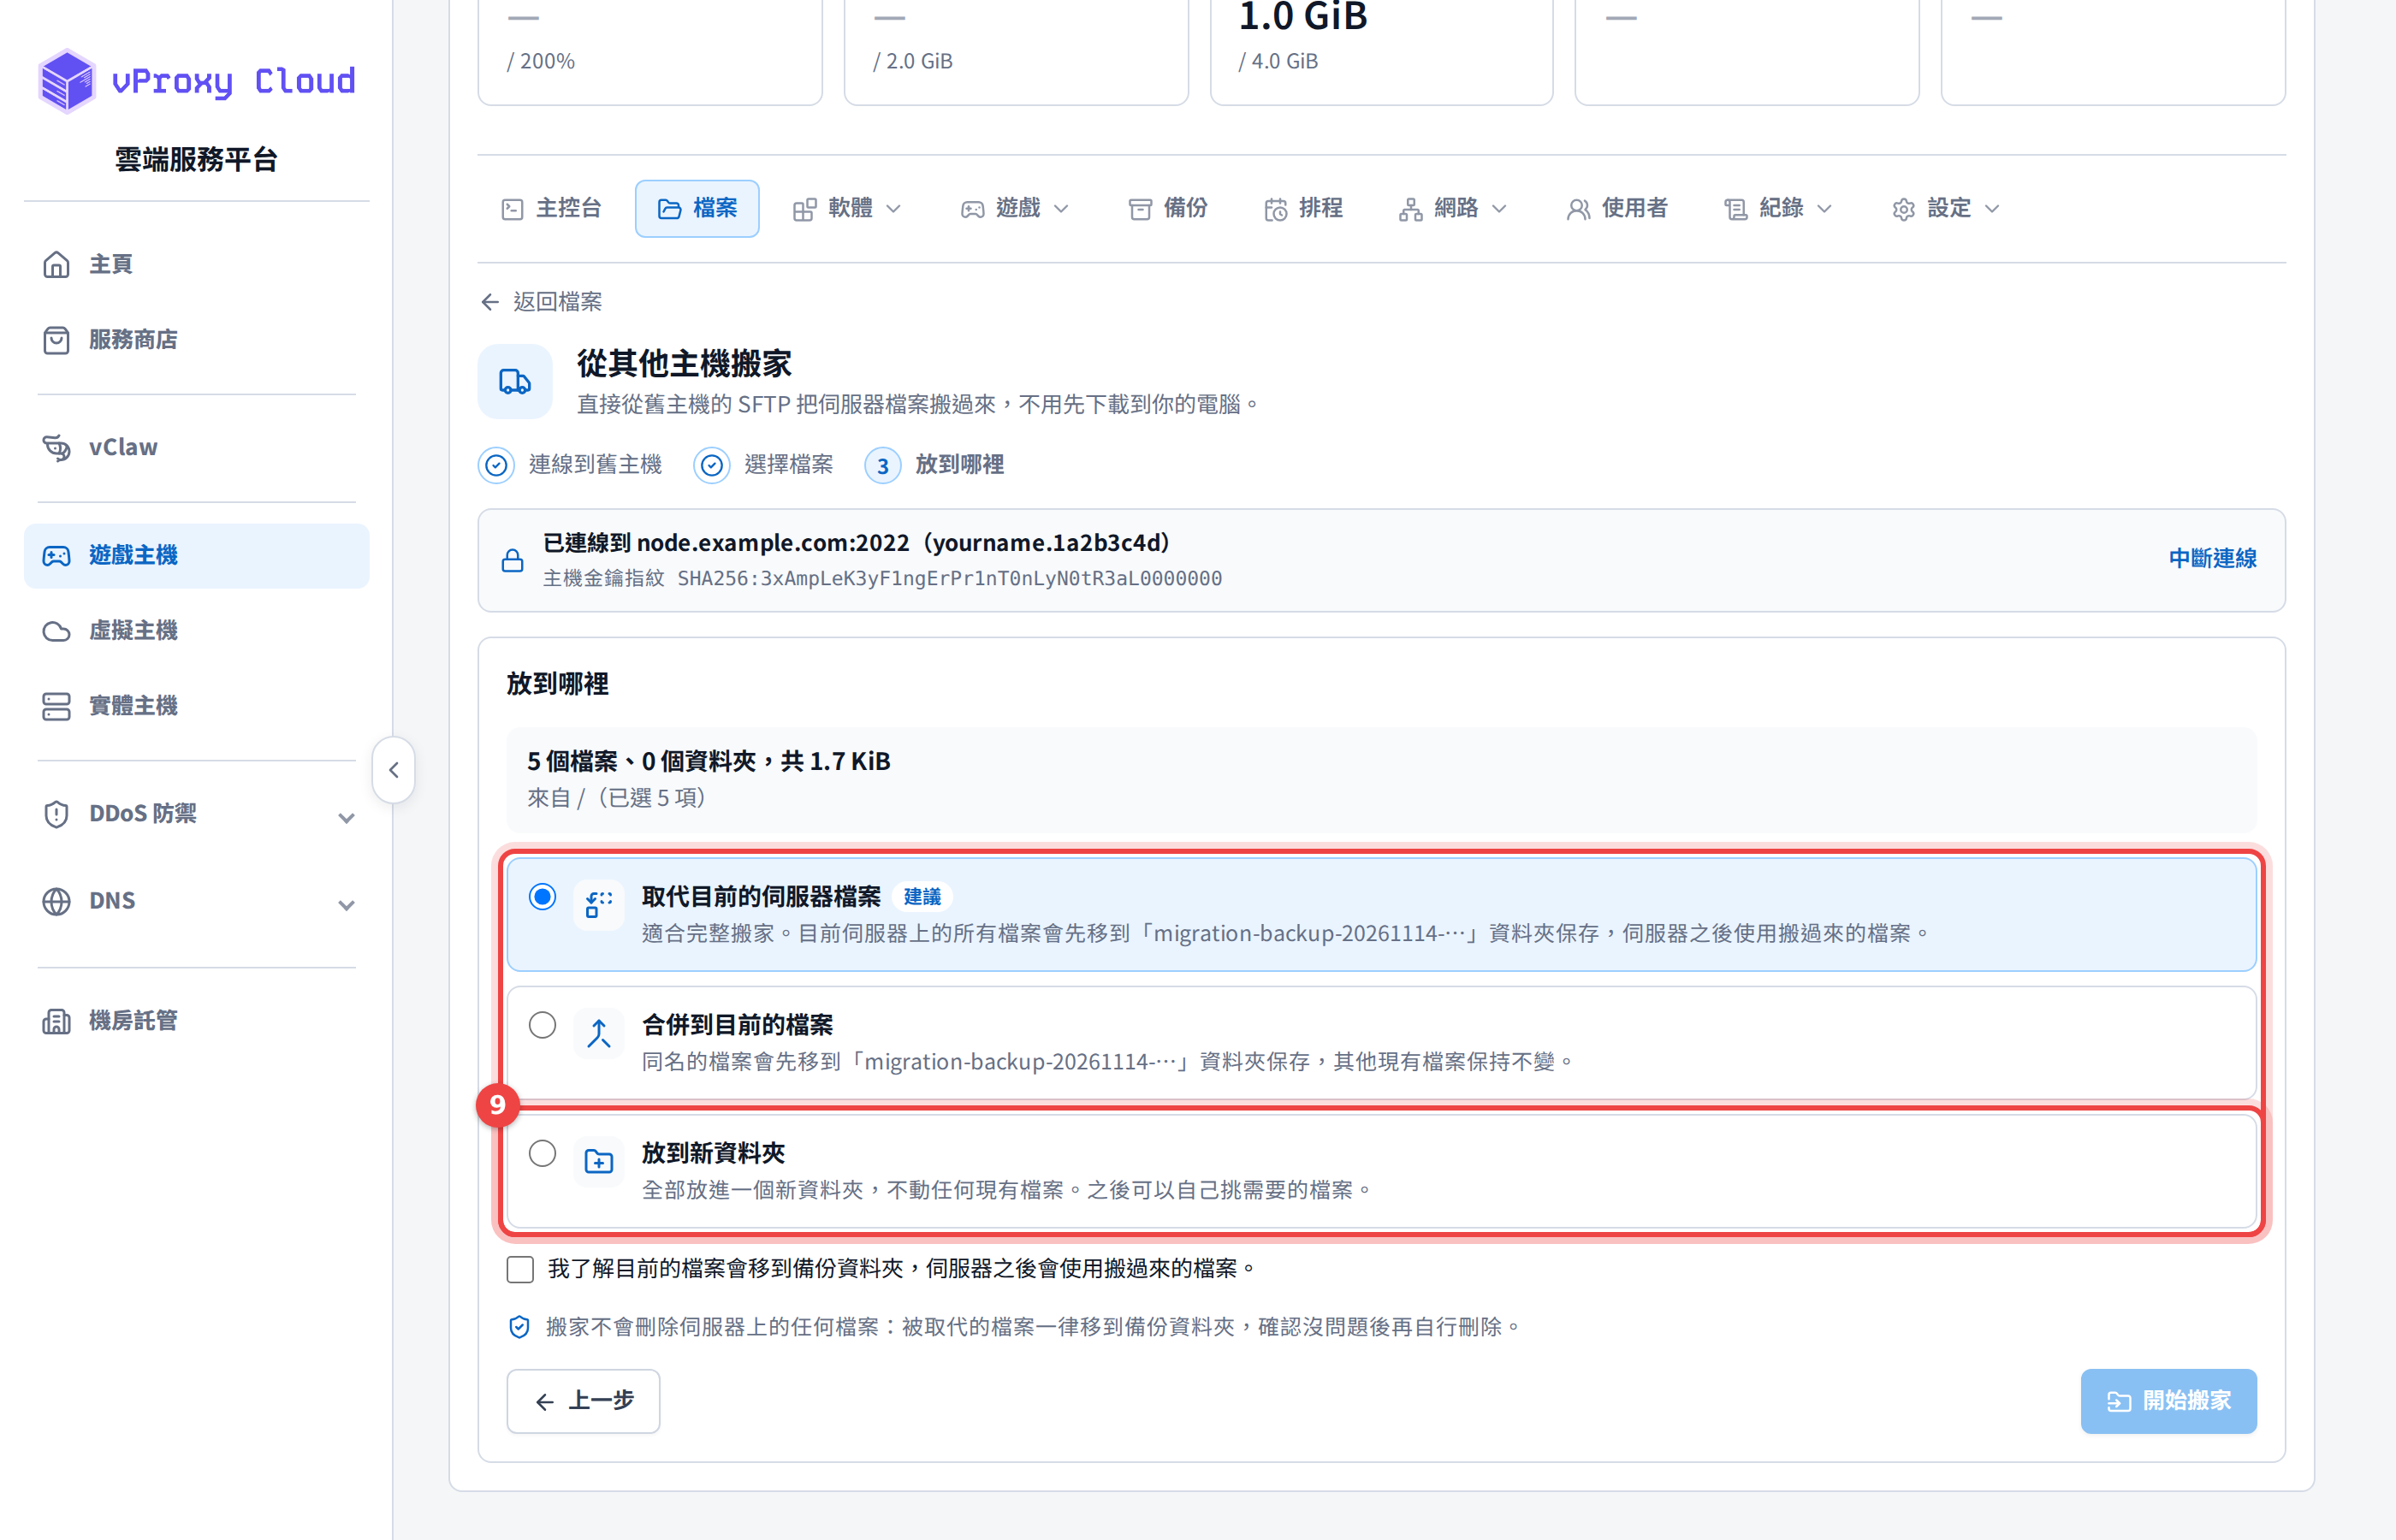 vProxy Cloud
雲端服務平台
主頁
服務商店
vClaw
遊戲主機
虛擬主機
實體主機
DDoS 防禦
DNS
機房託管
—
/ 200%
—
/ 2.0 GiB
1.0 GiB
/ 4.0 GiB
—
—
主控台
檔案
軟體
遊戲
備份
排程
網路
使用者
紀錄
設定
返回檔案
從其他主機搬家
直接從舊主機的 SFTP 把伺服器檔案搬過來，不用先下載到你的電腦。
連線到舊主機
選擇檔案
3 放到哪裡
已連線到 node.example.com:2022（yourname.1a2b3c4d）
主機金鑰指紋 SHA256:3xAmpLeK3yF1ngErPr1nT0nLyN0tR3aL0000000
中斷連線
放到哪裡
5 個檔案、0 個資料夾，共 1.7 KiB
來自 /（已選 5 項）
取代目前的伺服器檔案 建議
適合完整搬家。目前伺服器上的所有檔案會先移到「migration-backup-20261114-…」資料夾保存，伺服器之後使用搬過來的檔案。
合併到目前的檔案
同名的檔案會先移到「migration-backup-20261114-…」資料夾保存，其他現有檔案保持不變。
9
放到新資料夾
全部放進一個新資料夾，不動任何現有檔案。之後可以自己挑需要的檔案。
我了解目前的檔案會移到備份資料夾，伺服器之後會使用搬過來的檔案。
搬家不會刪除伺服器上的任何檔案：被取代的檔案一律移到備份資料夾，確認沒問題後再自行刪除。
上一步
開始搬家